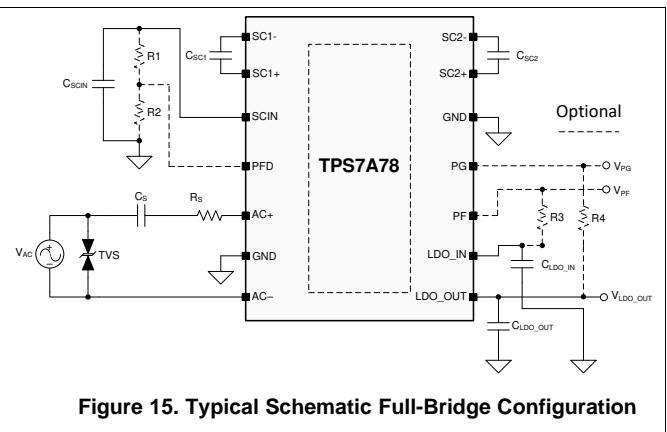 SC1-
SC2-
R1
CSC1
CSC2
SC1+
SC2+
CSCIN
SCIN
GND
R2
Optional
PFD
TPS7A78
PG
VPG
CS
RS
PF
VPF
AC+
R3
R4
VAC
TVS
GND
LDO_IN
CLDO_IN
AC–
LDO_OUT
VLDO_OUT
CLDO_OUT
Figure 15. Typical Schematic Full-Bridge Configuration